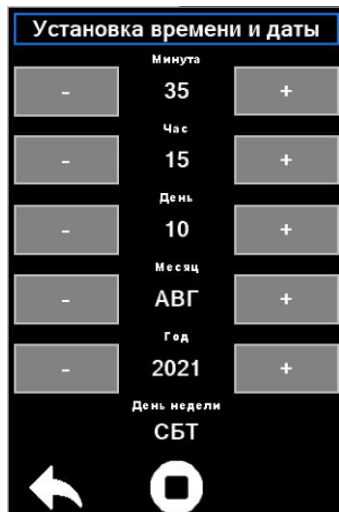 Установка времени и даты
Минута
- 35 +
Час
- 15 +
День
- 10 +
Месяц
- АВГ +
Год
- 2021 +
День недели
СБТ